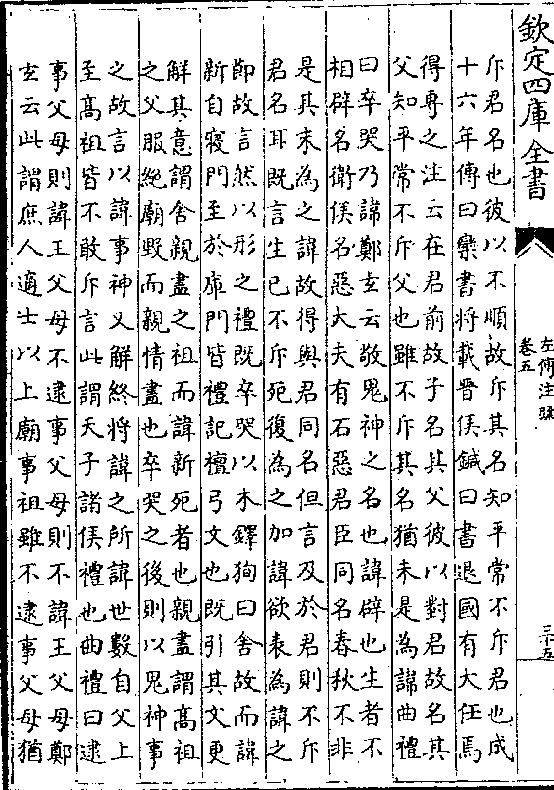 欽定四庫全書
左傳注疏
卷五
三十五
斥君名也彼以不順故斥其名知平常不斥君也成
十六年傳曰欒書將載晉侯鍼曰書退國有大任焉
得專之注云在君前故子名其父彼以對君故名其
父知平常不斥父也雖不斥其名猶未是為諱曲禮
曰卒哭乃諱鄭玄云敬鬼神之名也諱辟也生者不
相辟名衛侯名惡大夫有石惡君臣同名春秋不非
是其未為之諱故得與君同名但言及於君則不斥
君名耳既言生已不斥死復為之加諱欲表為諱之
節故言然以形之禮既卒哭以木鐸狥曰舍故而諱
新自寢門至於庫門皆禮記檀弓文也既引其文更
解其意謂舍親盡之祖而諱新死者也親盡謂髙祖
之父服絶廟毁而親情盡也卒哭之後則以鬼神事
之故言以諱事神又解終將諱之所諱世數自父上
至髙祖皆不敢斥言此謂天子諸侯禮也曲禮曰逮
事父母則諱王父母不逮事父母則不諱王父母鄭
玄云此謂庶人適士以上廟事祖雖不逮事父母猶